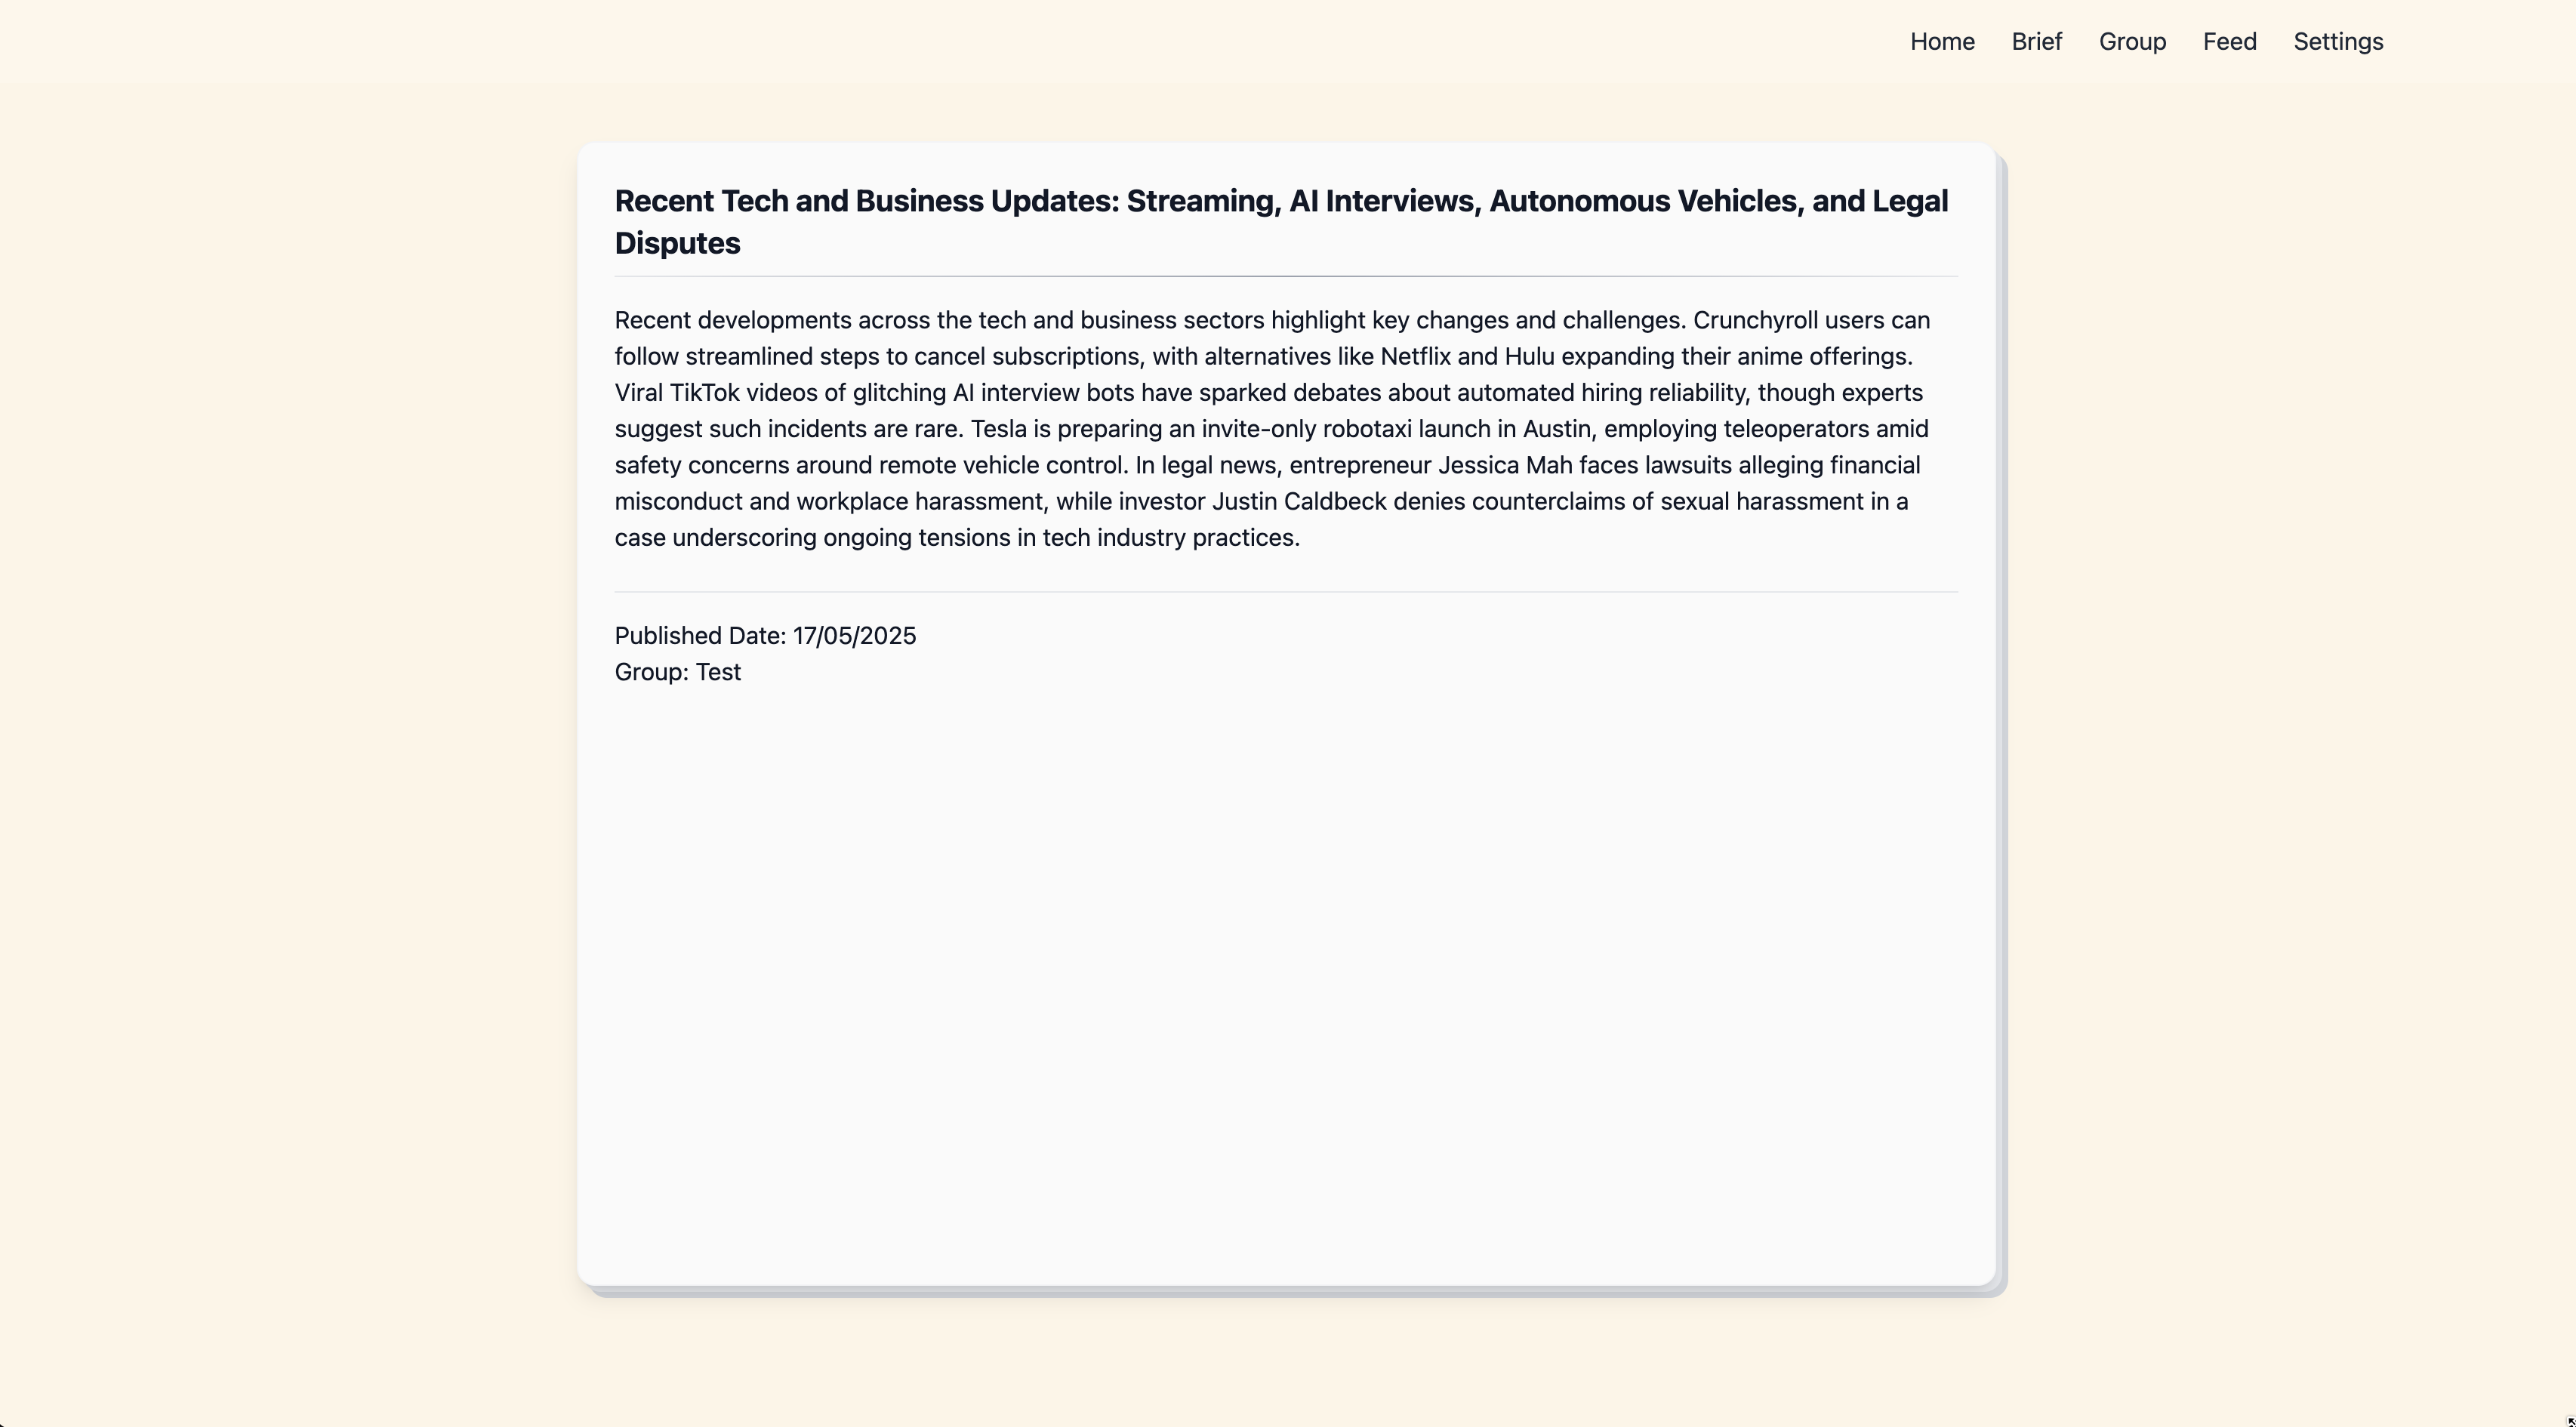 Home Brief Group Feed Settings
Recent Tech and Business Updates: Streaming, AI Interviews, Autonomous Vehicles, and Legal
Disputes
Recent developments across the tech and business sectors highlight key changes and challenges. Crunchyroll users can
follow streamlined steps to cancel subscriptions, with alternatives like Netflix and Hulu expanding their anime offerings.
Viral TikTok videos of glitching AI interview bots have sparked debates about automated hiring reliability, though experts
suggest such incidents are rare. Tesla is preparing an invite-only robotaxi launch in Austin, employing teleoperators amid
safety concerns around remote vehicle control. In legal news, entrepreneur Jessica Mah faces lawsuits alleging financial
misconduct and workplace harassment, while investor Justin Caldbeck denies counterclaims of sexual harassment in a
case underscoring ongoing tensions in tech industry practices.
Published Date: 17/05/2025
Group: Test